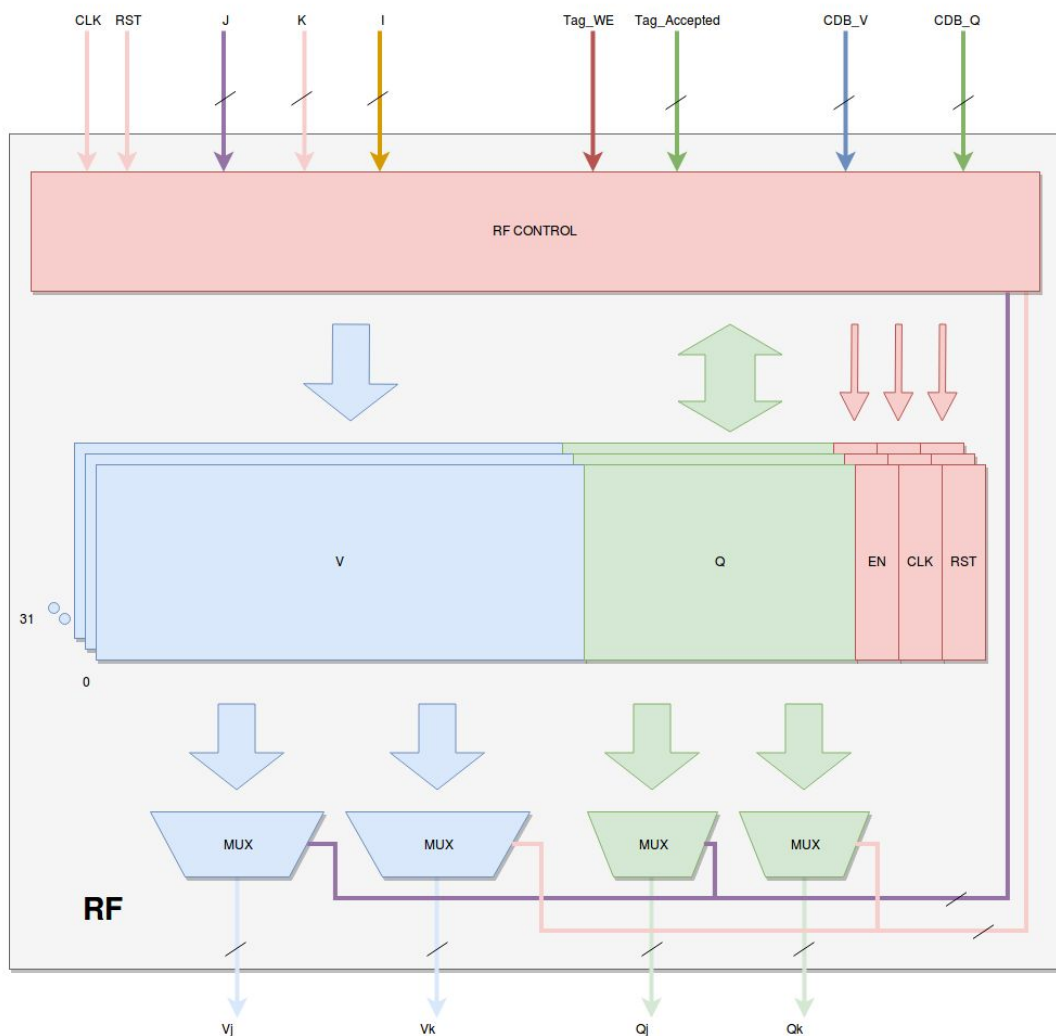 CLK RST J K I Tag_WE Tag_Accepted CDB_V CDB_Q
RF CONTROL
V Q EN CLK RST
31
0
MUX MUX MUX MUX
RF
Vj Vk Qj Qk